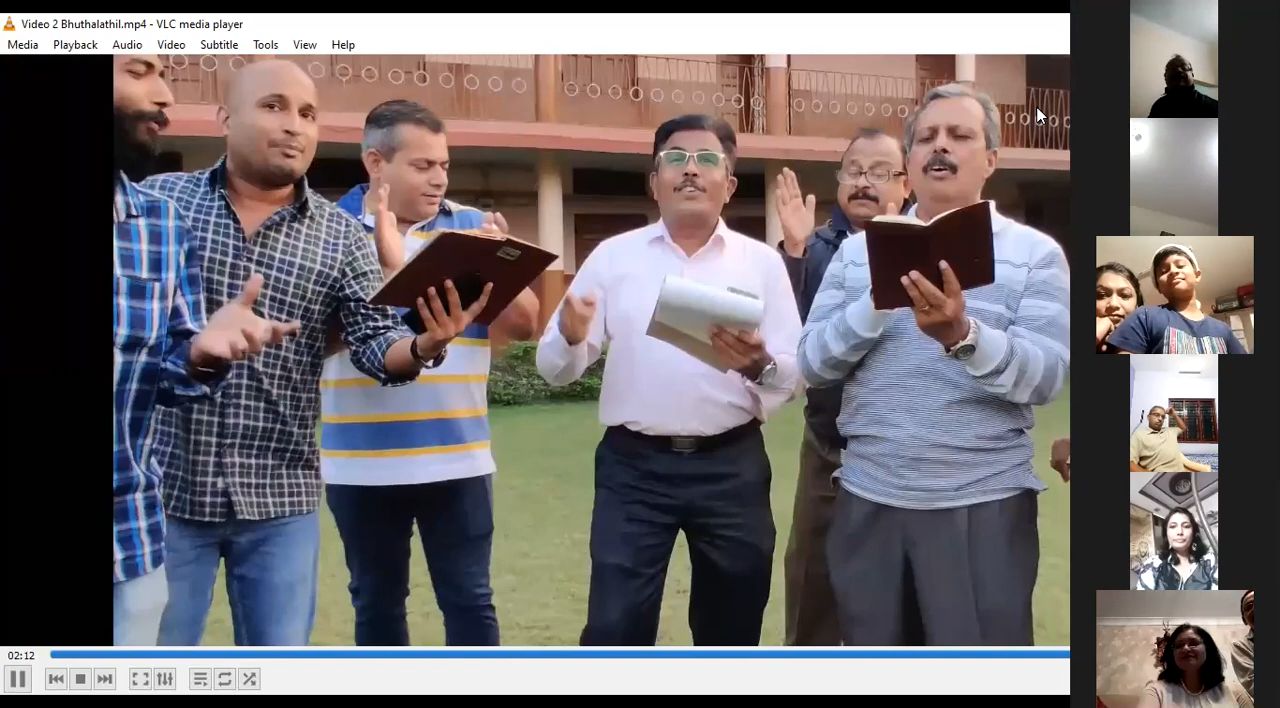 Video 2 Bhuthalathil.mp4 - VLC media player
Media Playback Audio Video Subtitle Tools View Help
02:12